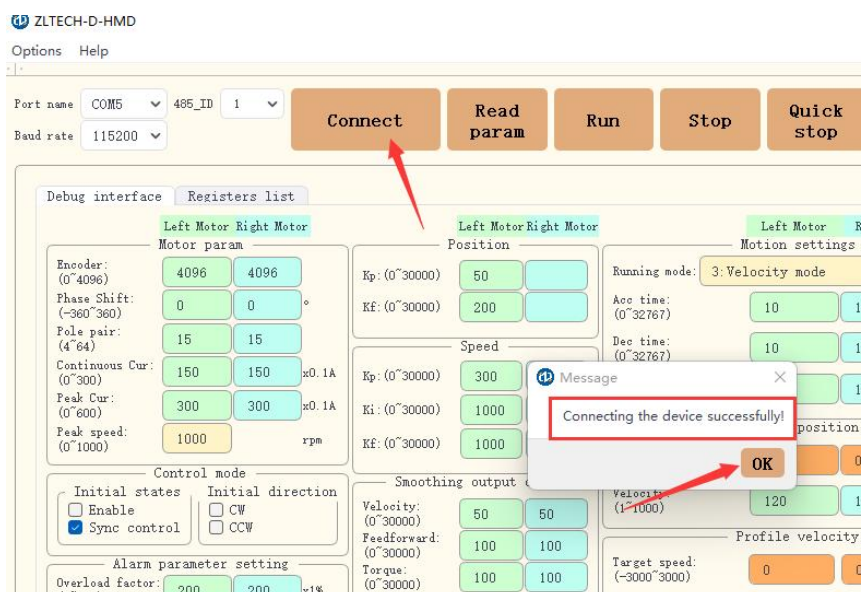 ZLTECH-D-HMD
Options Help
Port name COM5 485_ID 1
Baud rate 115200
Connect
Read param
Run
Stop
Quick stop
Debug interface Registers list
Left Motor Right Motor
Motor param
Encoder: (0~4096) 4096 4096
Phase Shift: (-360~360) 0 0 °
Pole pair: (4~64) 15 15
Continuous Cur: (0~300) 150 150 x0.1A
Peak Cur: (0~600) 300 300 x0.1A
Peak speed: (0~1000) 1000 rpm
Control mode
Initial states Initial direction
Enable CW
Sync control CCW
Alarm parameter setting
Overload factor: 200 200 x1%
Left Motor Right Motor
Position
Kp:(0~30000) 50
Kf:(0~30000) 200
Speed
Kp:(0~30000) 300
Ki:(0~30000) 1000
Kf:(0~30000) 1000
Smoothing output
Velocity: (0~30000) 50 50
Feedforward: (0~30000) 100 100
Torque: (0~30000) 100 100
Left Motor
Motion settings
Running mode: 3:Velocity mode
Acc time: (0~32767) 10 1
Dec time: (0~32767) 10 1
Message
Connecting the device successfully!
OK
position
0
Velocity: (1~1000) 120 1
Profile velocity
Target speed: (-3000~3000) 0 0